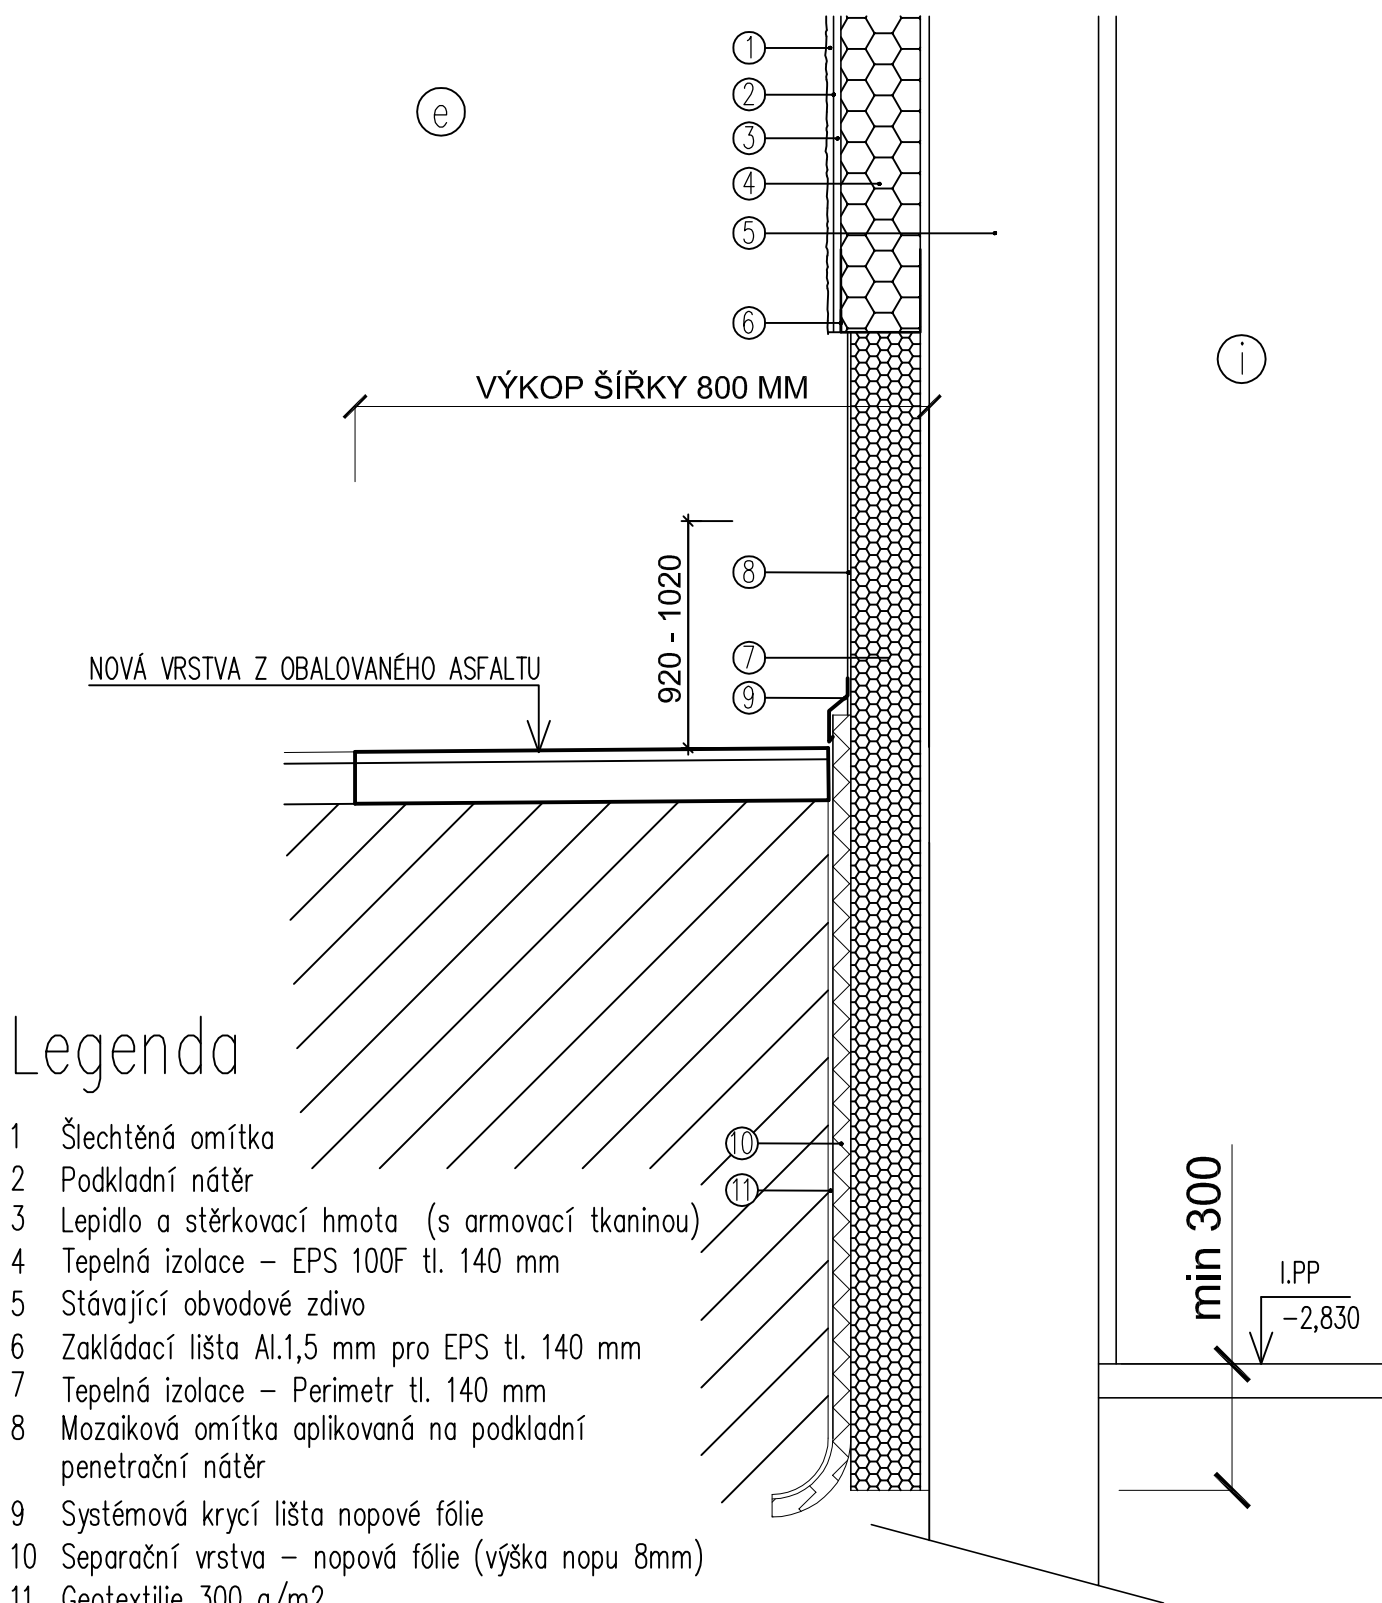 1
2
3
4
5
6
e
i
VÝKOP ŠÍŘKY 800 MM
920 - 1020
8
7
9
NOVÁ VRSTVA Z OBALOVANÉHO ASFALTU
10
11
min 300
I.PP
-2,830
Legenda
1 Šlechtěná omítka
2 Podkladní nátěr
3 Lepidlo a stěrkovací hmota (s armovací tkaninou)
4 Tepelná izolace – EPS 100F tl. 140 mm
5 Stávající obvodové zdivo
6 Zakládací lišta Al.1,5 mm pro EPS tl. 140 mm
7 Tepelná izolace – Perimetr tl. 140 mm
8 Mozaiková omítka aplikovaná na podkladní
penetrační nátěr
9 Systémová krycí lišta nopové fólie
10 Separační vrstva – nopová fólie (výška nopu 8mm)
11 Geotextilie 300 g/m2